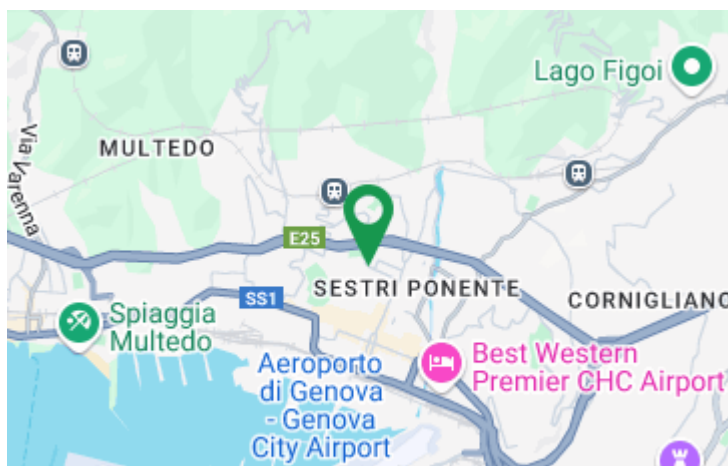 Lago Figoi
MULTEDO
Via Varenna
E25
SESTRI PONENTE
SS1
CORNIGLIANO
Spiaggia
Multedo
Aeroporto
di Genova
- Genova
City Airport
Best Western
Premier CHC Airport